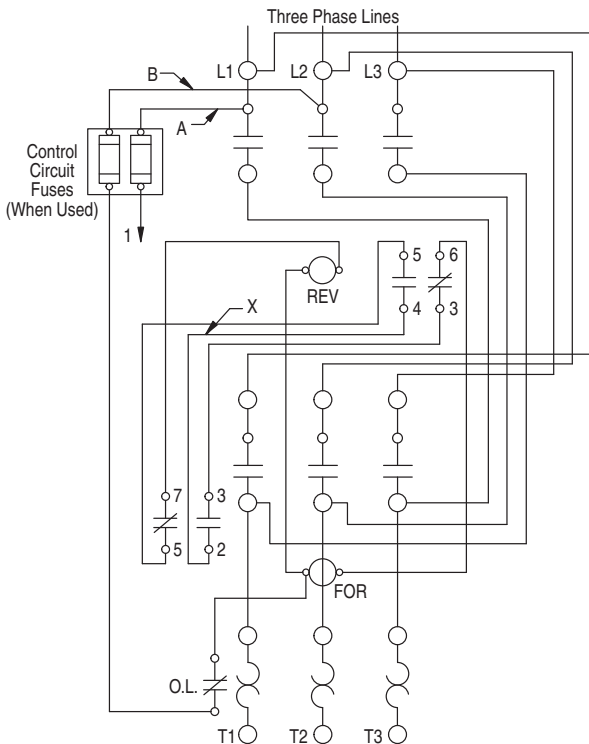 Three Phase Lines
L1
L2
L3
B
A
Control
Circuit
Fuses
(When Used)
1
5
6
REV
X
4
3
7
3
5
2
FOR
O.L.
T1
T2
T3